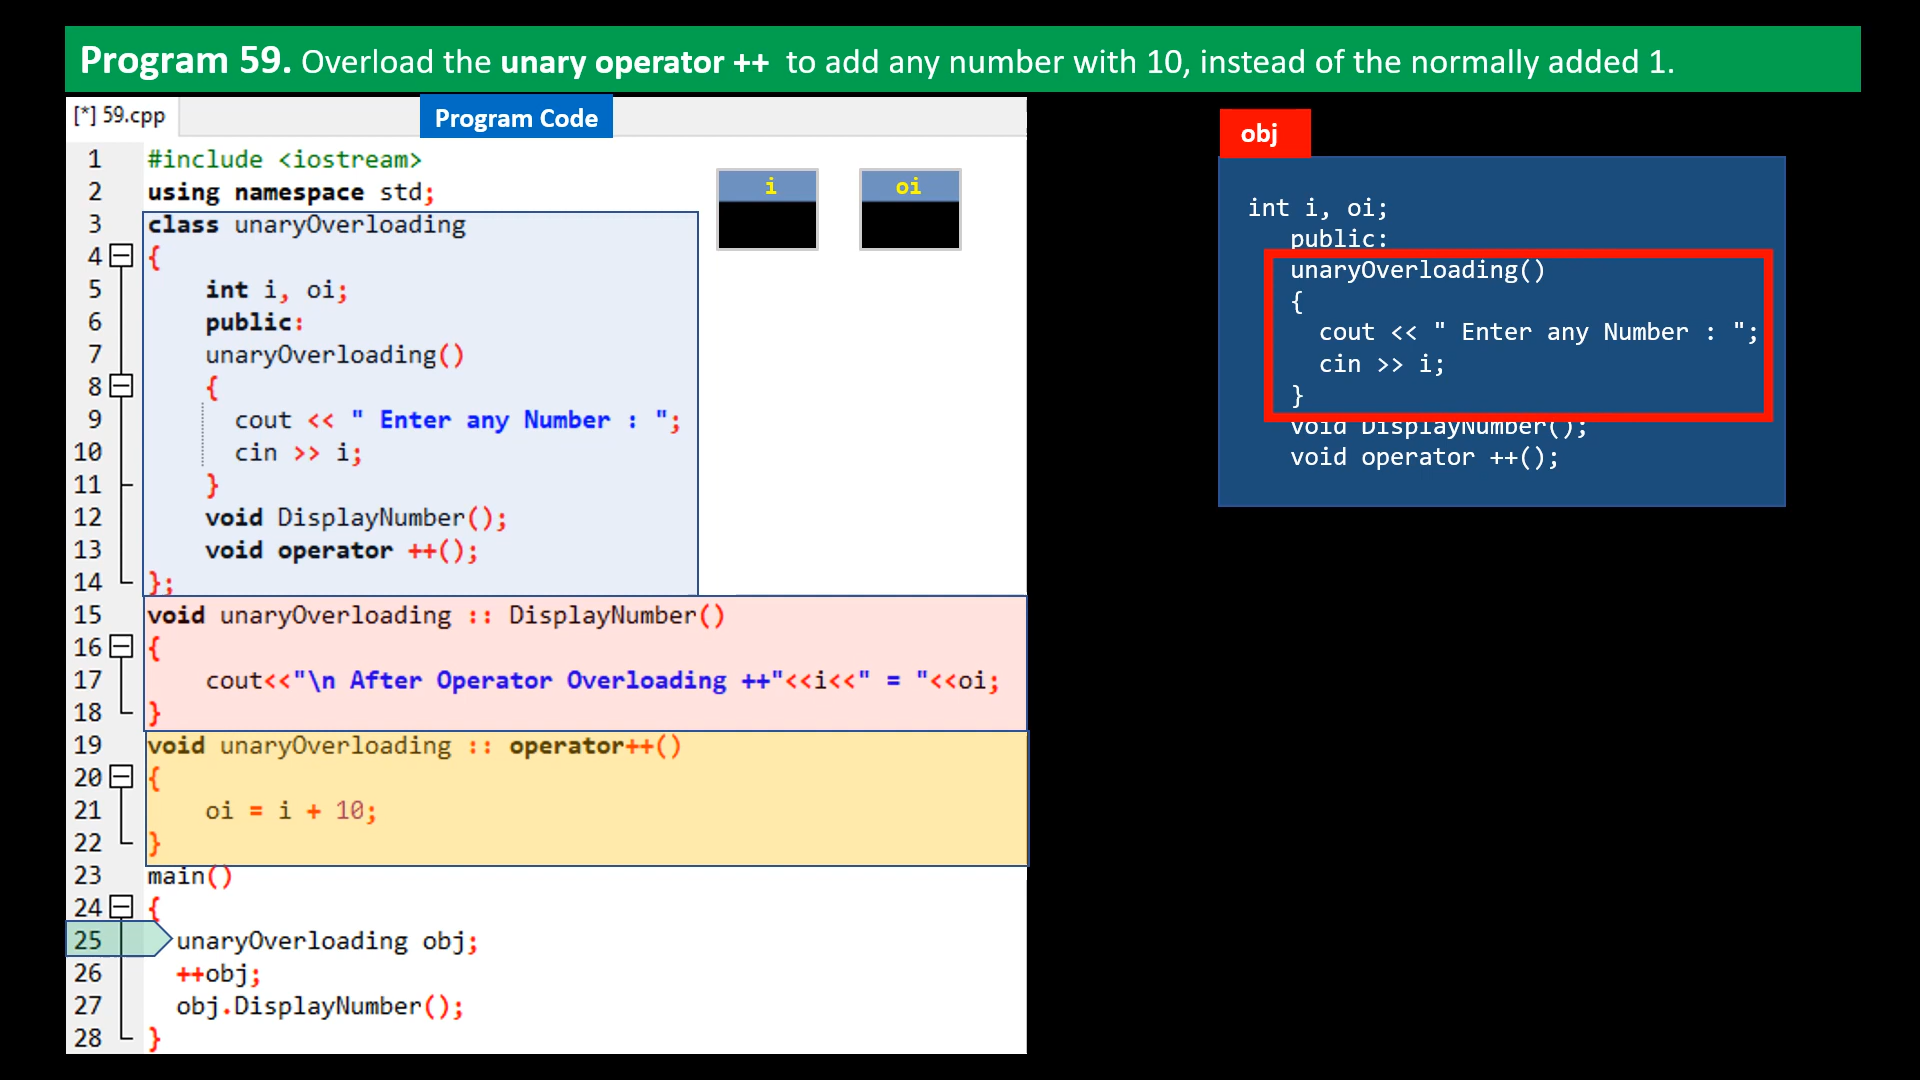 Program 59. Overload the unary operator ++ to add any number with 10, instead of the normally added 1.
[*] 59.cpp
Program Code
1 #include <iostream>
2 using namespace std;
3 class unaryOverloading
4 {
5 int i, oi;
6 public:
7 unaryOverloading()
8 {
9 cout << " Enter any Number : ";
10 cin >> i;
11 }
12 void DisplayNumber();
13 void operator ++();
14 };
15 void unaryOverloading :: DisplayNumber()
16 {
17 cout<<"\n After Operator Overloading ++"<<i<<" = "<<oi;
18 }
19 void unaryOverloading :: operator++()
20 {
21 oi = i + 10;
22 }
23 main()
24 {
25 unaryOverloading obj;
26 ++obj;
27 obj.DisplayNumber();
28 }
i
oi
obj
int i, oi;
public:
unaryOverloading()
{
cout << " Enter any Number : ";
cin >> i;
}
void DisplayNumber();
void operator ++();